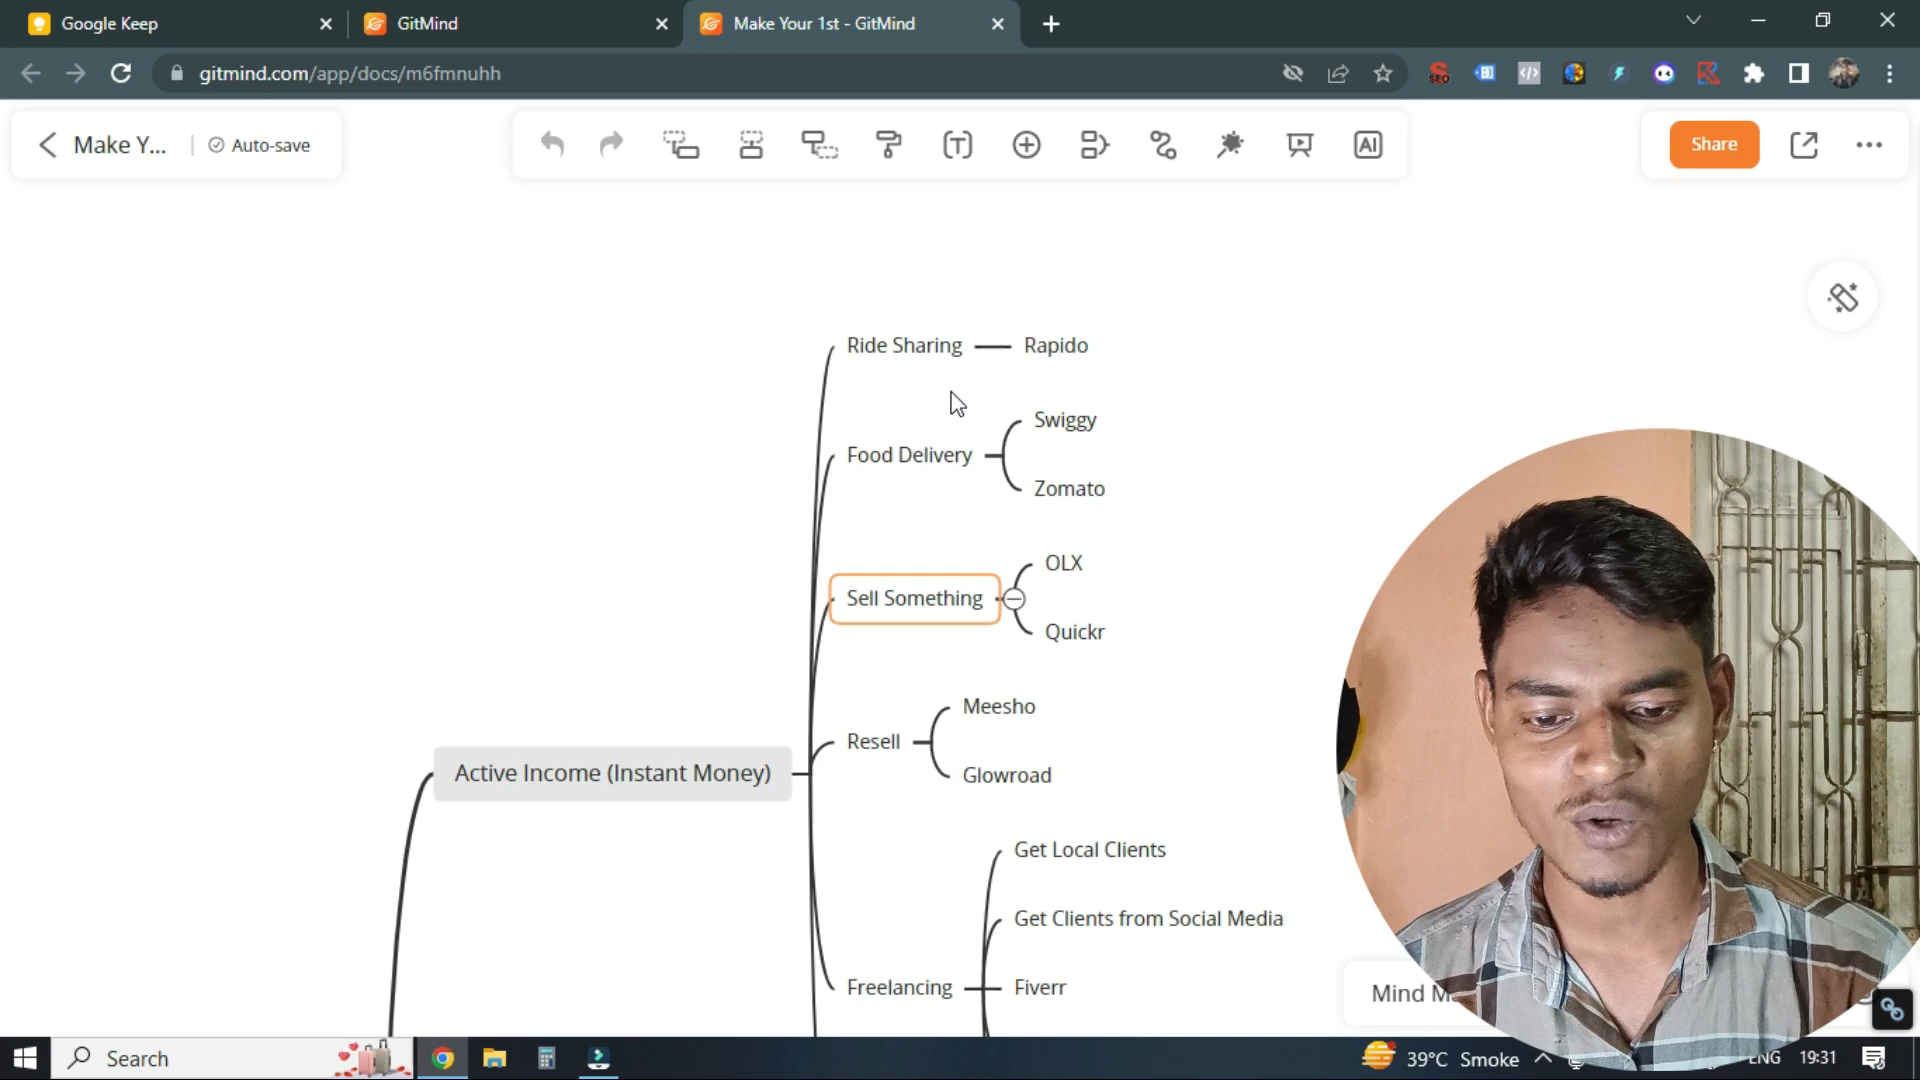 Google Keep
GitMind
Make Your 1st - GitMind
gitmind.com/app/docs/m6fmnuhh
SEO
Make Y...
Auto-save
T
AI
Share
Ride Sharing
Rapido
Swiggy
Food Delivery
Zomato
OLX
Sell Something
Quickr
Meesho
Resell
Glowroad
Active Income (Instant Money)
Get Local Clients
Get Clients from Social Media
Freelancing
Fiverr
Mind
Search
39°C Smoke
ENG
19:31